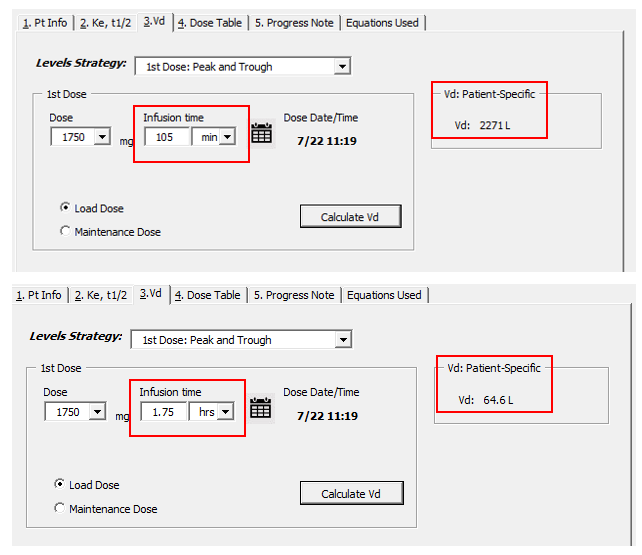 1. Pt Info 2. Ke, t1/2 3.Vd 4. Dose Table 5. Progress Note Equations Used
Levels Strategy: 1st Dose: Peak and Trough
1st Dose Vd: Patient-Specific
Dose Infusion time Dose Date/Time
Vd: 2271 L
1750 mg 105 min 7/22 11:19
Load Dose Calculate Vd
Maintenance Dose
1. Pt Info 2. Ke, t1/2 3.Vd 4. Dose Table 5. Progress Note Equations Used
Levels Strategy: 1st Dose: Peak and Trough
1st Dose Vd: Patient-Specific
Dose Infusion time Dose Date/Time
Vd: 64.6 L
1750 mg 1.75 hrs 7/22 11:19
Load Dose Calculate Vd
Maintenance Dose